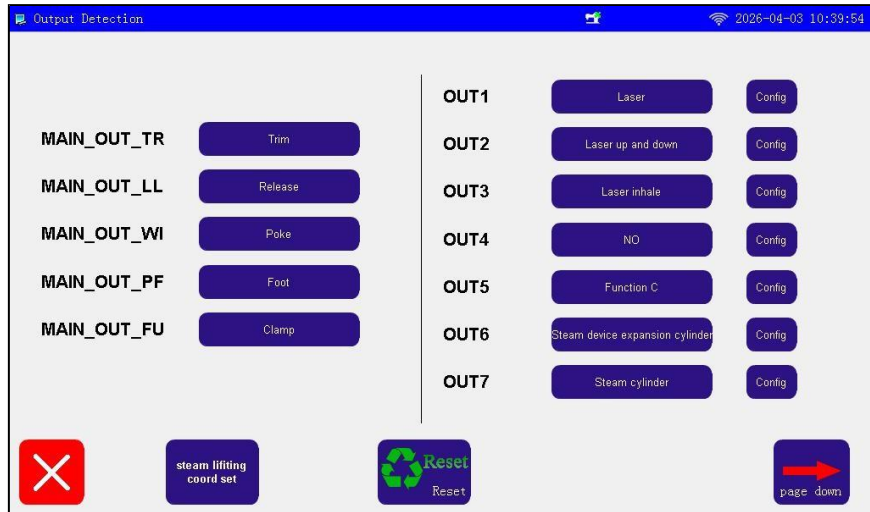 Output Detection
2026-04-03 10:39:54
MAIN_OUT_TR Trim
MAIN_OUT_LL Release
MAIN_OUT_WI Poke
MAIN_OUT_PF Foot
MAIN_OUT_FU Clamp
OUT1 Laser Config
OUT2 Laser up and down Config
OUT3 Laser inhale Config
OUT4 NO Config
OUT5 Function C Config
OUT6 Steam device expansion cylinder Config
OUT7 Steam cylinder Config
steam lifiting
coord set
Reset
Reset
page down